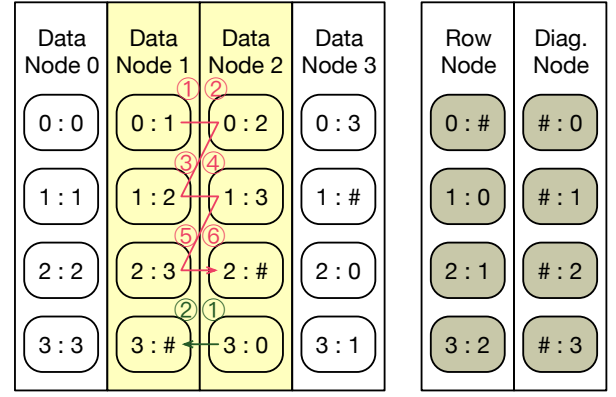 Data Node 0 Data Node 1 Data Node 2 Data Node 3 Row Node Diag. Node
① ②
0 : 0 0 : 1 0 : 2 0 : 3 0 : # # : 0
③ ④
1 : 1 1 : 2 1 : 3 1 : # 1 : 0 # : 1
⑤ ⑥
2 : 2 2 : 3 2 : # 2 : 0 2 : 1 # : 2
② ①
3 : 3 3 : # 3 : 0 3 : 1 3 : 2 # : 3